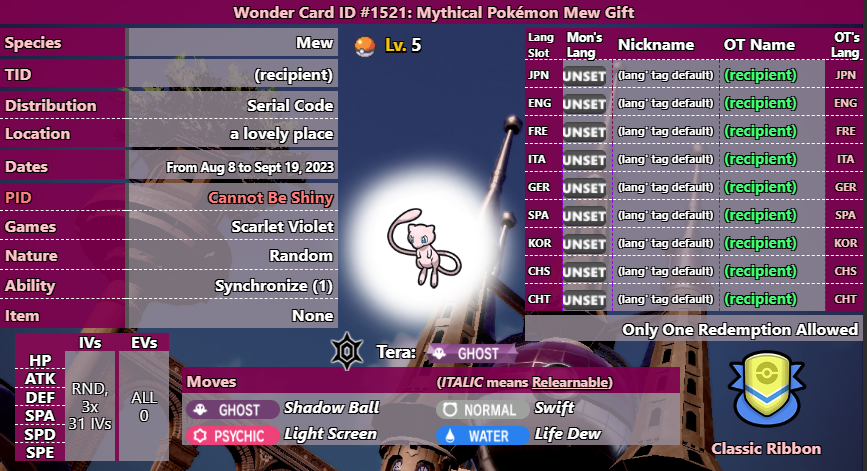 Wonder Card ID #1521: Mythical Pokémon Mew Gift
Species Mew
TID (recipient)
Distribution Serial Code
Location a lovely place
Dates From Aug 8 to Sept 19, 2023
PID Cannot Be Shiny
Games Scarlet Violet
Nature Random
Ability Synchronize (1)
Item None
Lv. 5
Lang Slot Mon's Lang Nickname OT Name OT's Lang
JPN UNSET (lang' tag default) (recipient) JPN
ENG UNSET (lang' tag default) (recipient) ENG
FRE UNSET (lang' tag default) (recipient) FRE
ITA UNSET (lang' tag default) (recipient) ITA
GER UNSET (lang' tag default) (recipient) GER
SPA UNSET (lang' tag default) (recipient) SPA
KOR UNSET (lang' tag default) (recipient) KOR
CHS UNSET (lang' tag default) (recipient) CHS
CHT UNSET (lang' tag default) (recipient) CHT
Only One Redemption Allowed
IVs EVs
HP
ATK
DEF
SPA
SPD
SPE
RND,
3x
31 IVs
ALL
0
Tera: GHOST
Moves (ITALIC means Relearnable)
GHOST Shadow Ball NORMAL Swift
PSYCHIC Light Screen WATER Life Dew
Classic Ribbon